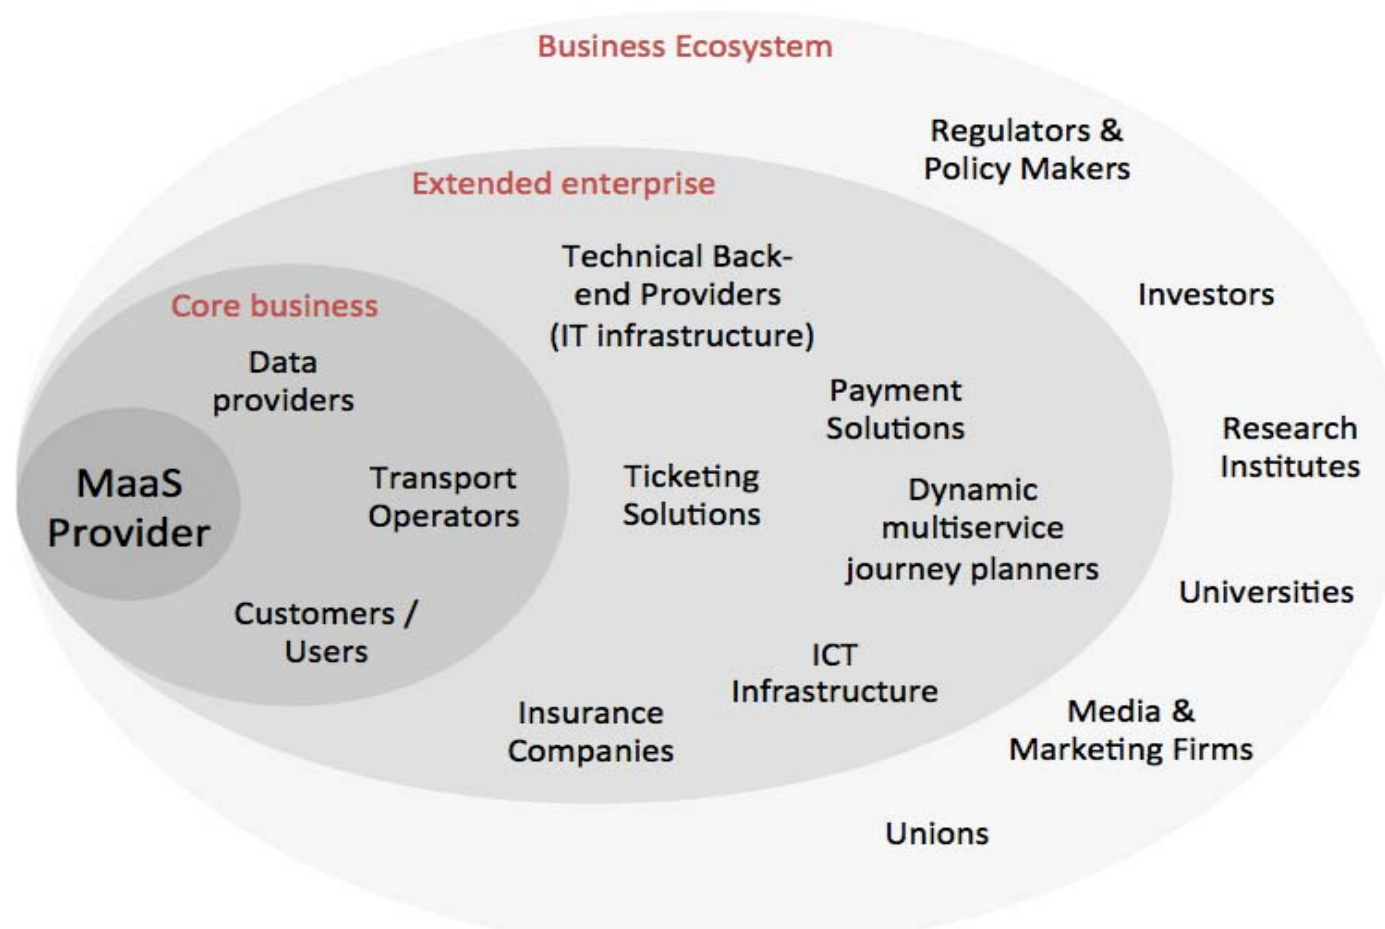 Business Ecosystem
Regulators &
Policy Makers
Extended enterprise
Technical Back-
end Providers
(IT infrastructure)
Investors
Core business
Data
providers
Payment
Solutions
Research
Institutes
MaaS
Provider
Transport
Operators
Ticketing
Solutions
Dynamic
multiservice
journey planners
Universities
Customers /
Users
ICT
Infrastructure
Insurance
Companies
Media &
Marketing Firms
Unions